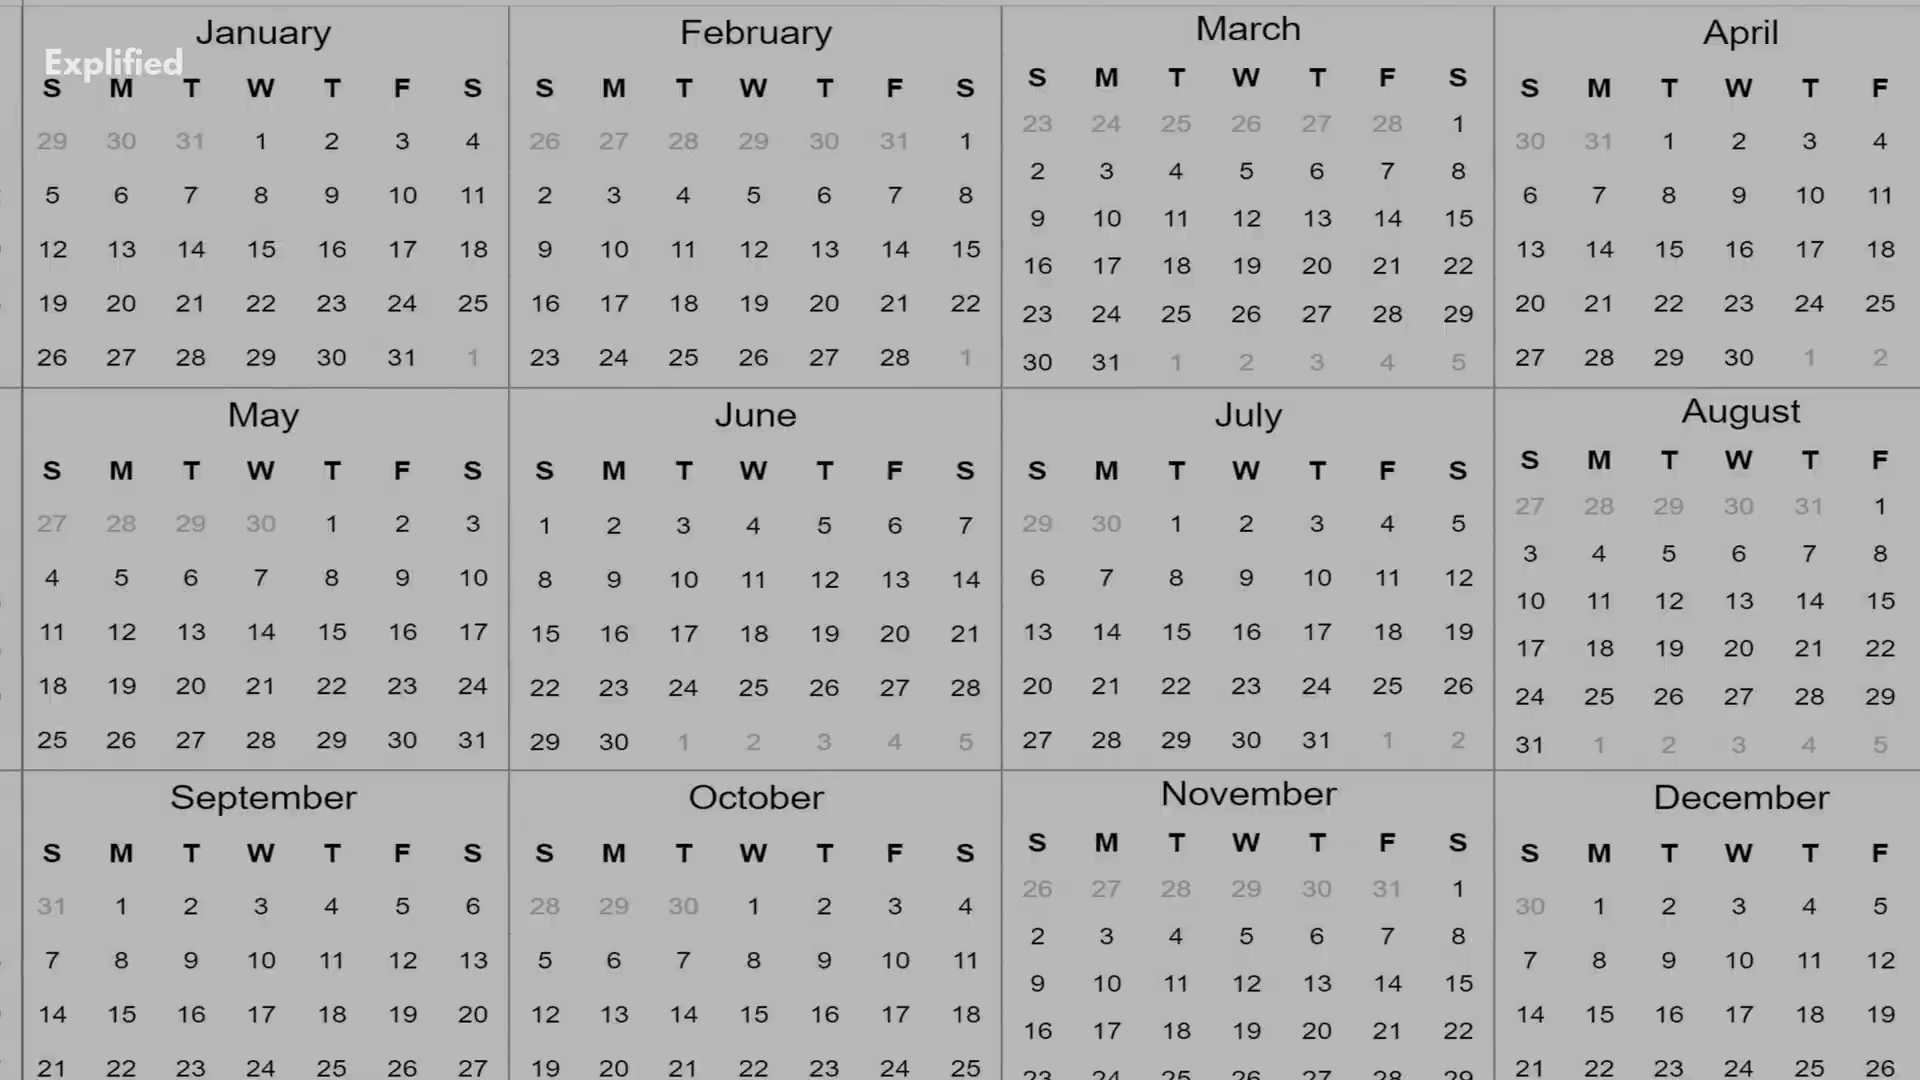 Explified
January
S M T W T F S
29 30 31 1 2 3 4
5 6 7 8 9 10 11
12 13 14 15 16 17 18
19 20 21 22 23 24 25
26 27 28 29 30 31 1
February
S M T W T F S
26 27 28 29 30 31 1
2 3 4 5 6 7 8
9 10 11 12 13 14 15
16 17 18 19 20 21 22
23 24 25 26 27 28 1
March
S M T W T F S
23 24 25 26 27 28 1
2 3 4 5 6 7 8
9 10 11 12 13 14 15
16 17 18 19 20 21 22
23 24 25 26 27 28 29
30 31 1 2 3 4 5
April
S M T W T F
30 31 1 2 3 4
6 7 8 9 10 11
13 14 15 16 17 18
20 21 22 23 24 25
27 28 29 30 1 2
May
S M T W T F S
27 28 29 30 1 2 3
4 5 6 7 8 9 10
11 12 13 14 15 16 17
18 19 20 21 22 23 24
25 26 27 28 29 30 31
June
S M T W T F S
1 2 3 4 5 6 7
8 9 10 11 12 13 14
15 16 17 18 19 20 21
22 23 24 25 26 27 28
29 30 1 2 3 4 5
July
S M T W T F S
29 30 1 2 3 4 5
6 7 8 9 10 11 12
13 14 15 16 17 18 19
20 21 22 23 24 25 26
27 28 29 30 31 1 2
August
S M T W T F
27 28 29 30 31 1
3 4 5 6 7 8
10 11 12 13 14 15
17 18 19 20 21 22
24 25 26 27 28 29
31 1 2 3 4 5
September
S M T W T F S
31 1 2 3 4 5 6
7 8 9 10 11 12 13
14 15 16 17 18 19 20
21 22 23 24 25 26 27
October
S M T W T F S
28 29 30 1 2 3 4
5 6 7 8 9 10 11
12 13 14 15 16 17 18
19 20 21 22 23 24 25
November
S M T W T F S
26 27 28 29 30 31 1
2 3 4 5 6 7 8
9 10 11 12 13 14 15
16 17 18 19 20 21 22
23 24 25 26 27 28 29
December
S M T W T F
30 1 2 3 4 5
7 8 9 10 11 12
14 15 16 17 18 19
21 22 23 24 25 26